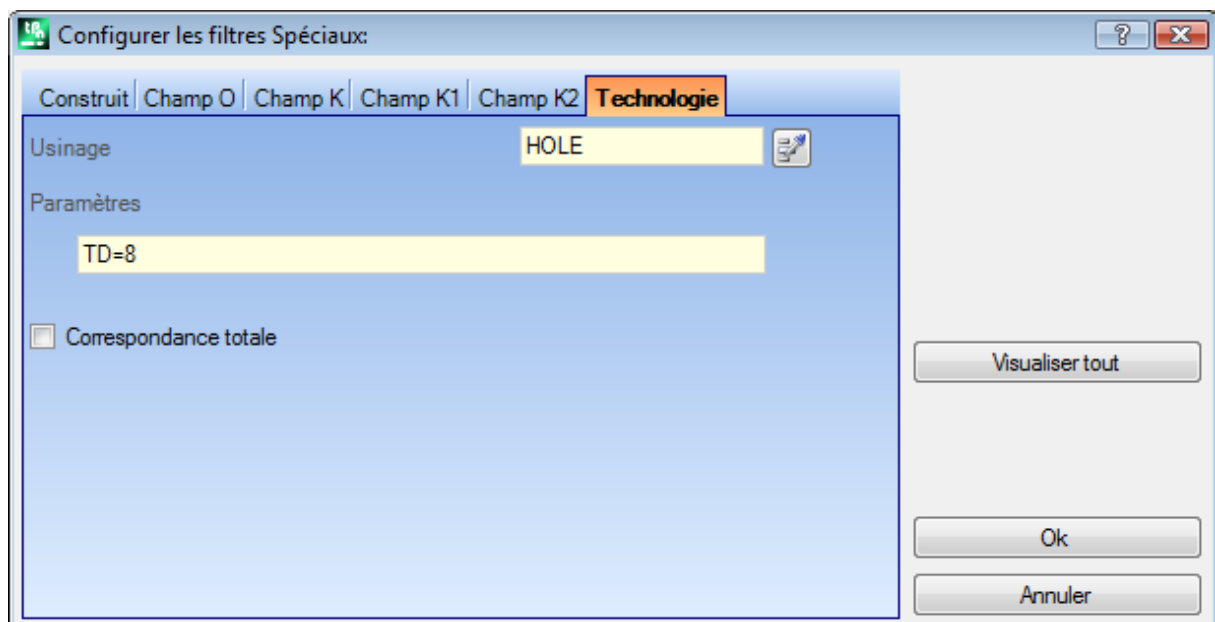 Configurer les filtres Spéciaux:
Construit Champ O Champ K Champ K1 Champ K2 Technologie
Usinage HOLE
Paramètres
TD=8
Correspondance totale
Visualiser tout
Ok
Annuler